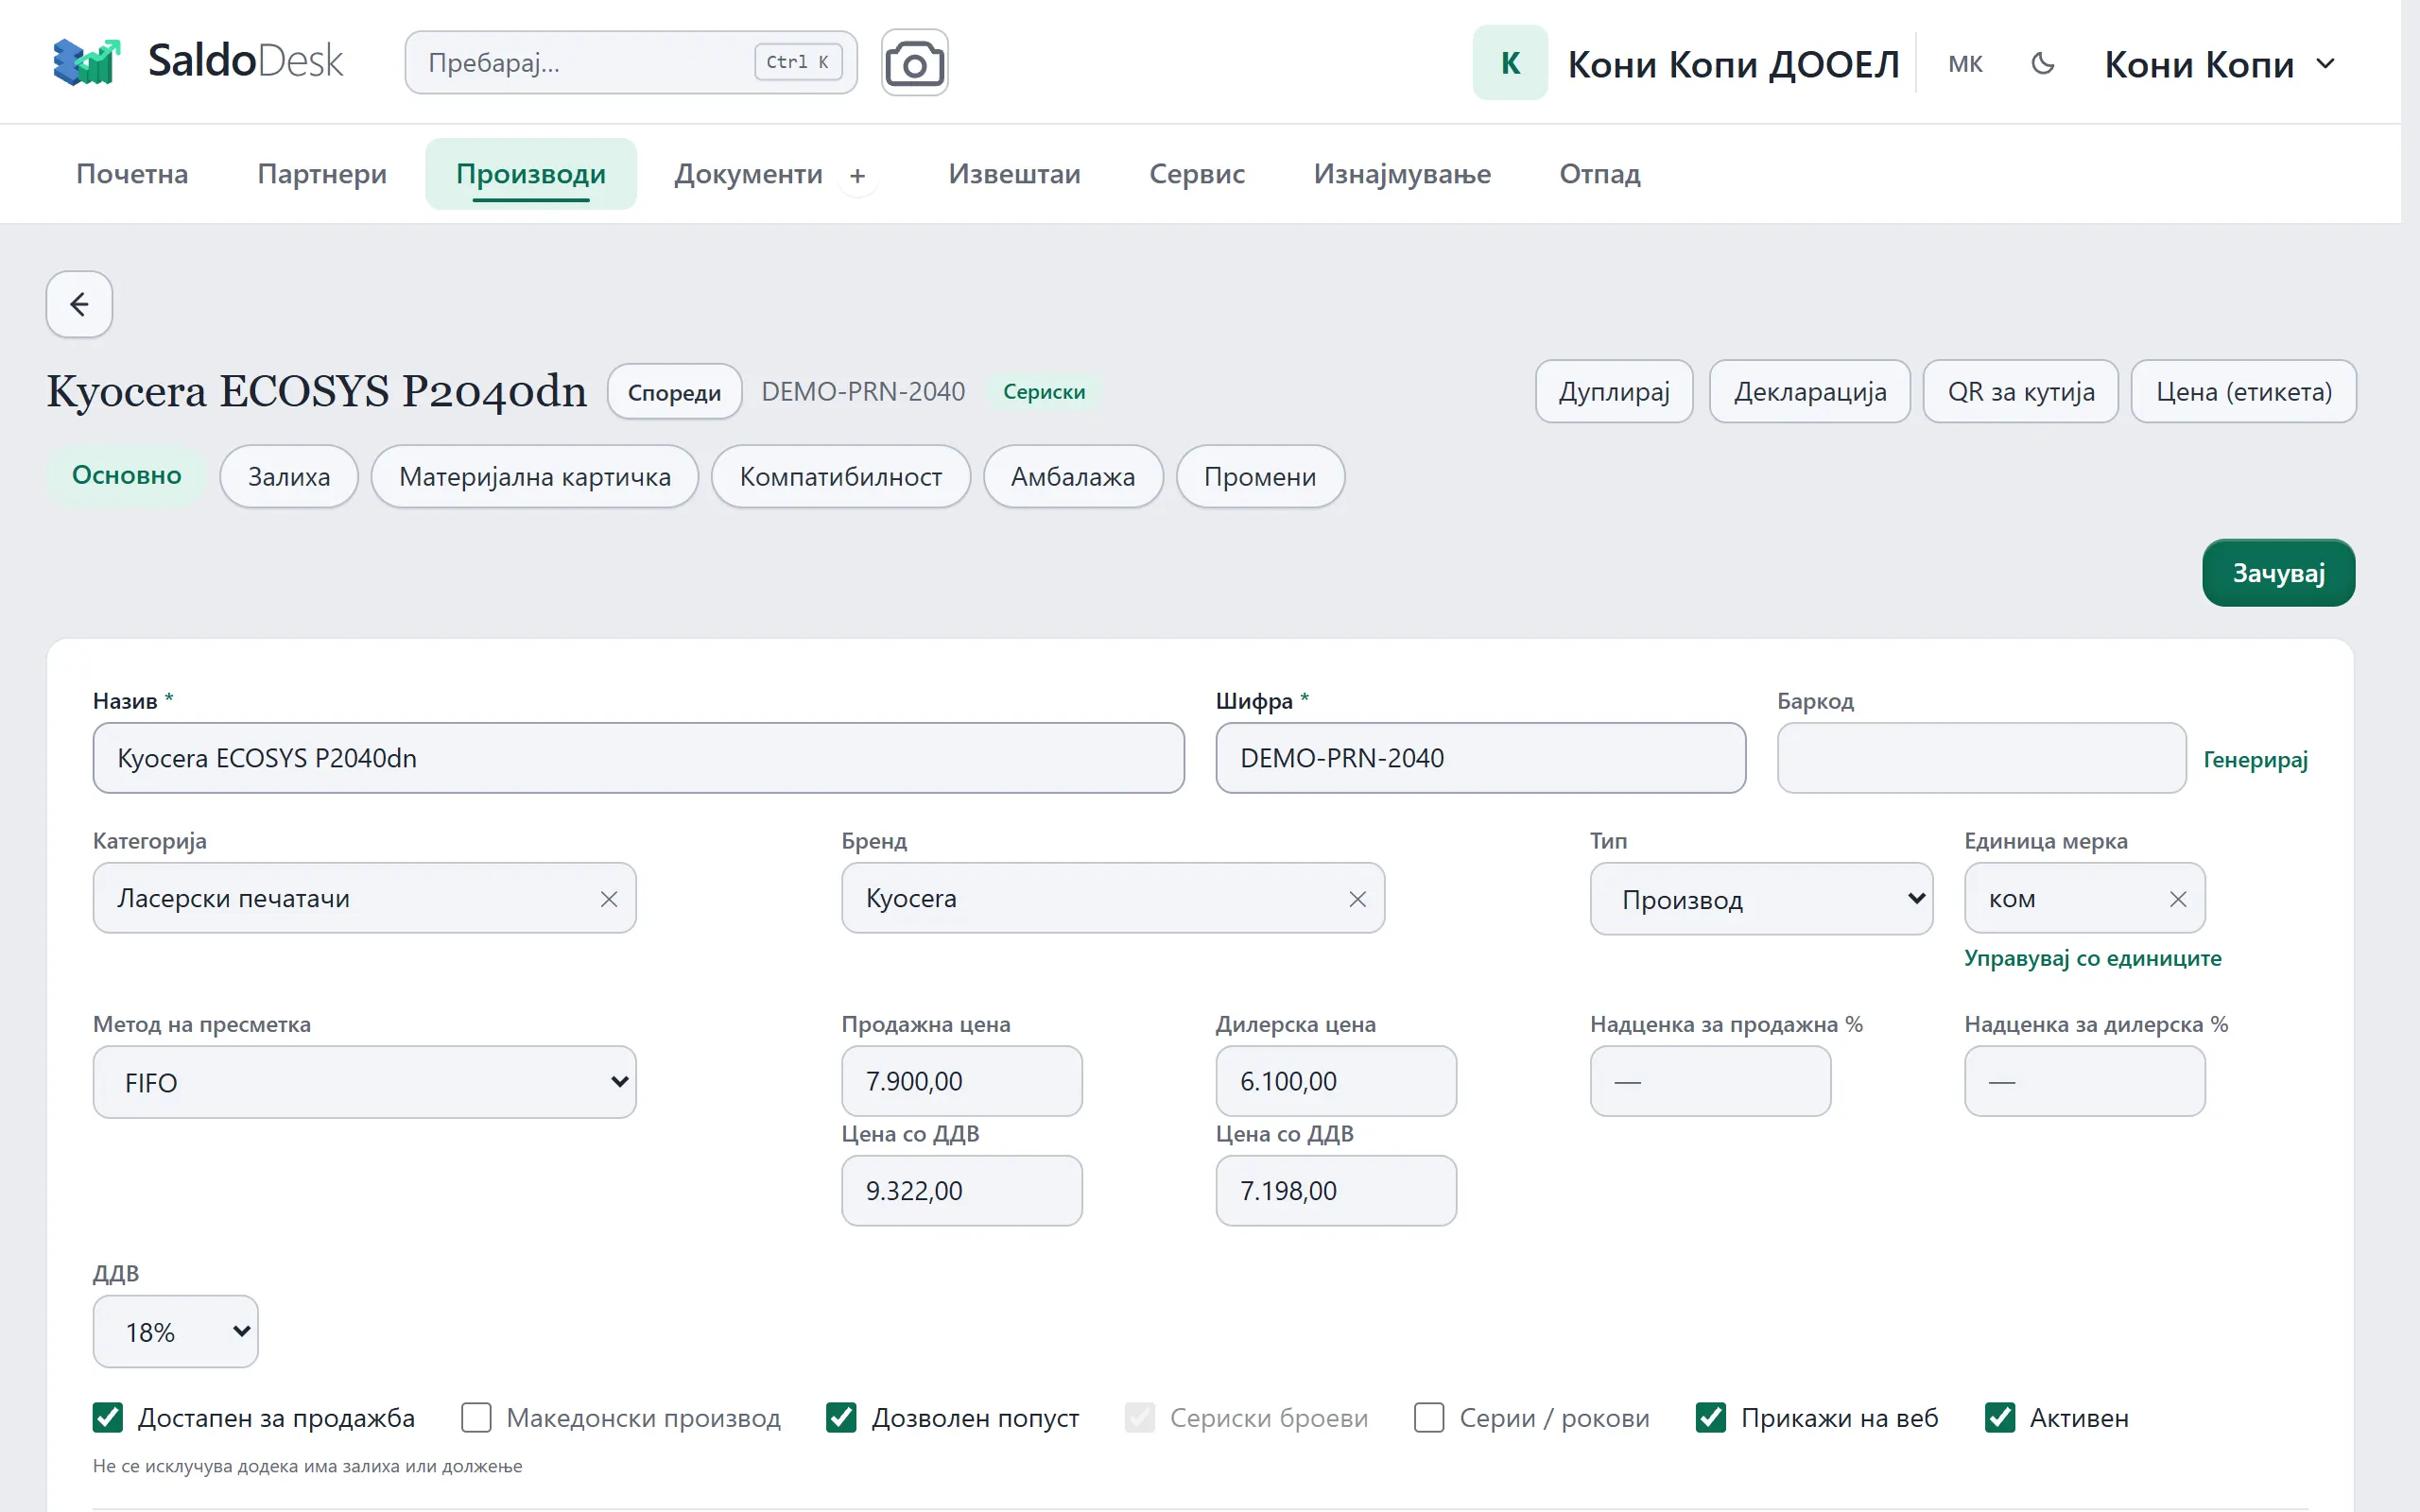 SaldoDesk
Пребарај... Ctrl K
К Кони Копи ДООЕЛ МК Кони Копи
Почетна Партнери Производи Документи + Извештаи Сервис Изнајмување Отпад
Kyocera ECOSYS P2040dn Спореди DEMO-PRN-2040 Сериски Дуплирај Декларација QR за кутија Цена (етикета)
Основно Залиха Материјална картичка Компатибилност Амбалажа Промени
Зачувај
Назив * Шифра * Баркод
Kyocera ECOSYS P2040dn DEMO-PRN-2040 Генерирај
Категорија Бренд Тип Единица мерка
Ласерски печатачи Kyocera Производ ком
Управувај со единиците
Метод на пресметка Продажна цена Дилерска цена Надценка за продажна % Надценка за дилерска %
FIFO 7.900,00 6.100,00 — —
Цена со ДДВ Цена со ДДВ
9.322,00 7.198,00
ДДВ
18%
Достапен за продажба Македонски производ Дозволен попуст Сериски броеви Серии / рокови Прикажи на веб Активен
Не се исклучува додека има залиха или должење